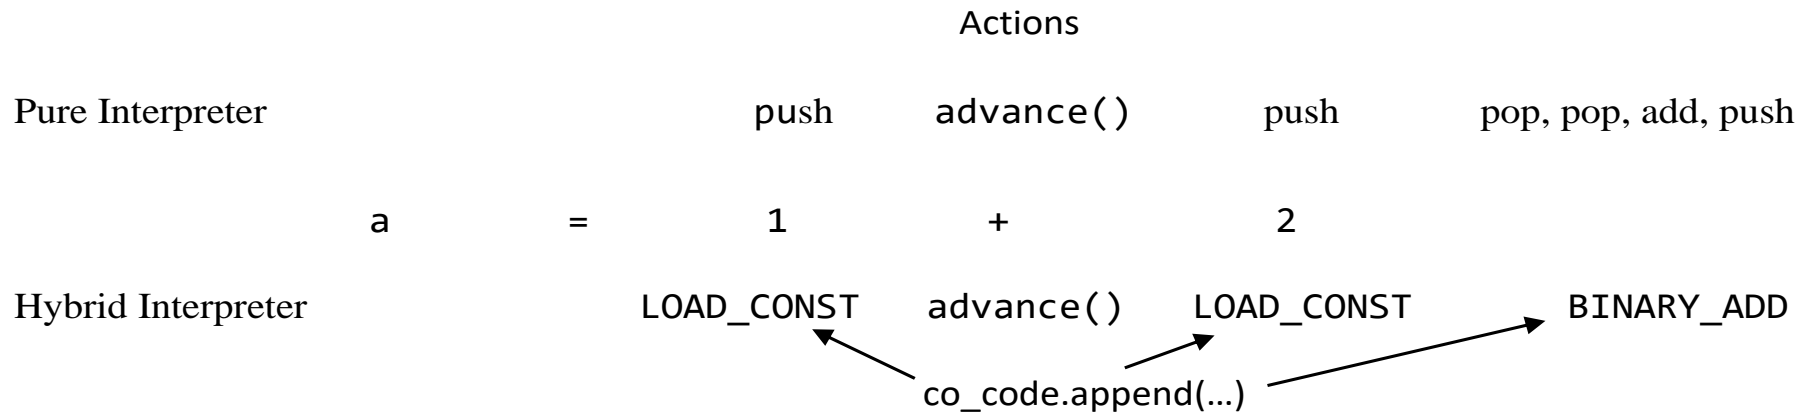 Actions
Pure Interpreter push advance() push pop, pop, add, push
a = 1 + 2
Hybrid Interpreter LOAD_CONST advance() LOAD_CONST BINARY_ADD
co_code.append(…)